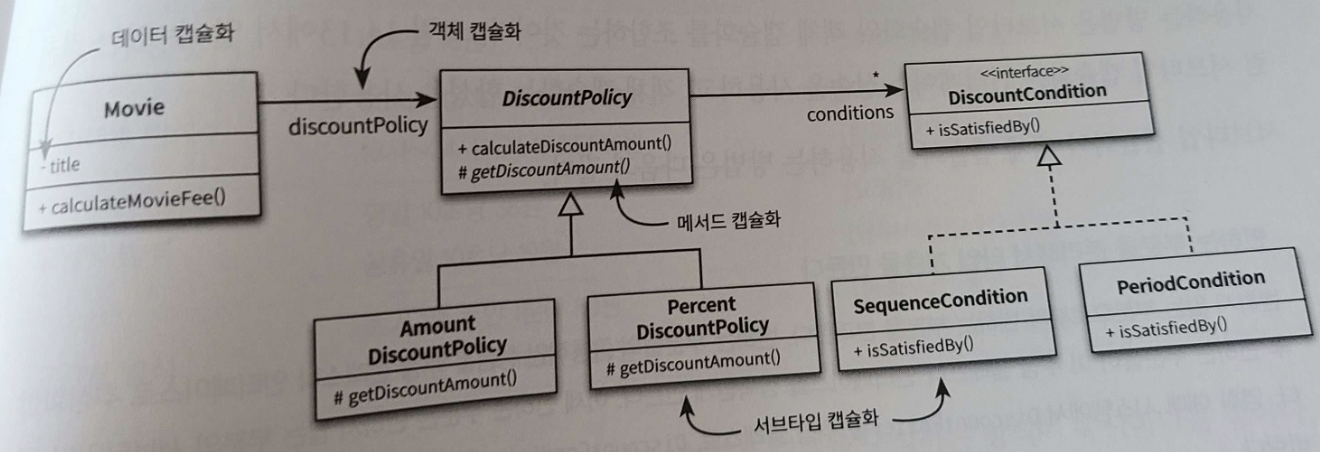 데이터 캡슐화
객체 캡슐화
Movie
- title
+ calculateMovieFee()
discountPolicy
DiscountPolicy
+ calculateDiscountAmount()
# getDiscountAmount()
메서드 캡슐화
*
conditions
<<interface>>
DiscountCondition
+ isSatisfiedBy()
Amount
DiscountPolicy
# getDiscountAmount()
Percent
DiscountPolicy
# getDiscountAmount()
SequenceCondition
+ isSatisfiedBy()
PeriodCondition
+ isSatisfiedBy()
서브타입 캡슐화